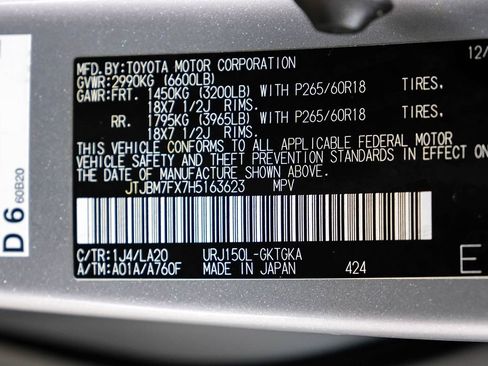 MFD.BY:TOYOTA MOTOR CORPORATION 12/
GVWR:2990KG (6600LB)
GAWR:FRT. 1450KG (3200LB) WITH P265/60R18 TIRES,
18X7 1/2J RIMS.
RR. 1795KG (3965LB) WITH P265/60R18 TIRES,
18X7 1/2J RIMS.
THIS VEHICLE CONFORMS TO ALL APPLICABLE FEDERAL MOTOR
VEHICLE SAFETY AND THEFT PREVENTION STANDARDS IN EFFECT ON
THE DATE OF MANUFACTURE SHOWN ABOVE.
JTJBM7FX7H5163623 MPV
C/TR:1J4/LA20 URJ150L-GKTGKA
A/TM:A01A/A760F MADE IN JAPAN 424
E
D 6 60B20